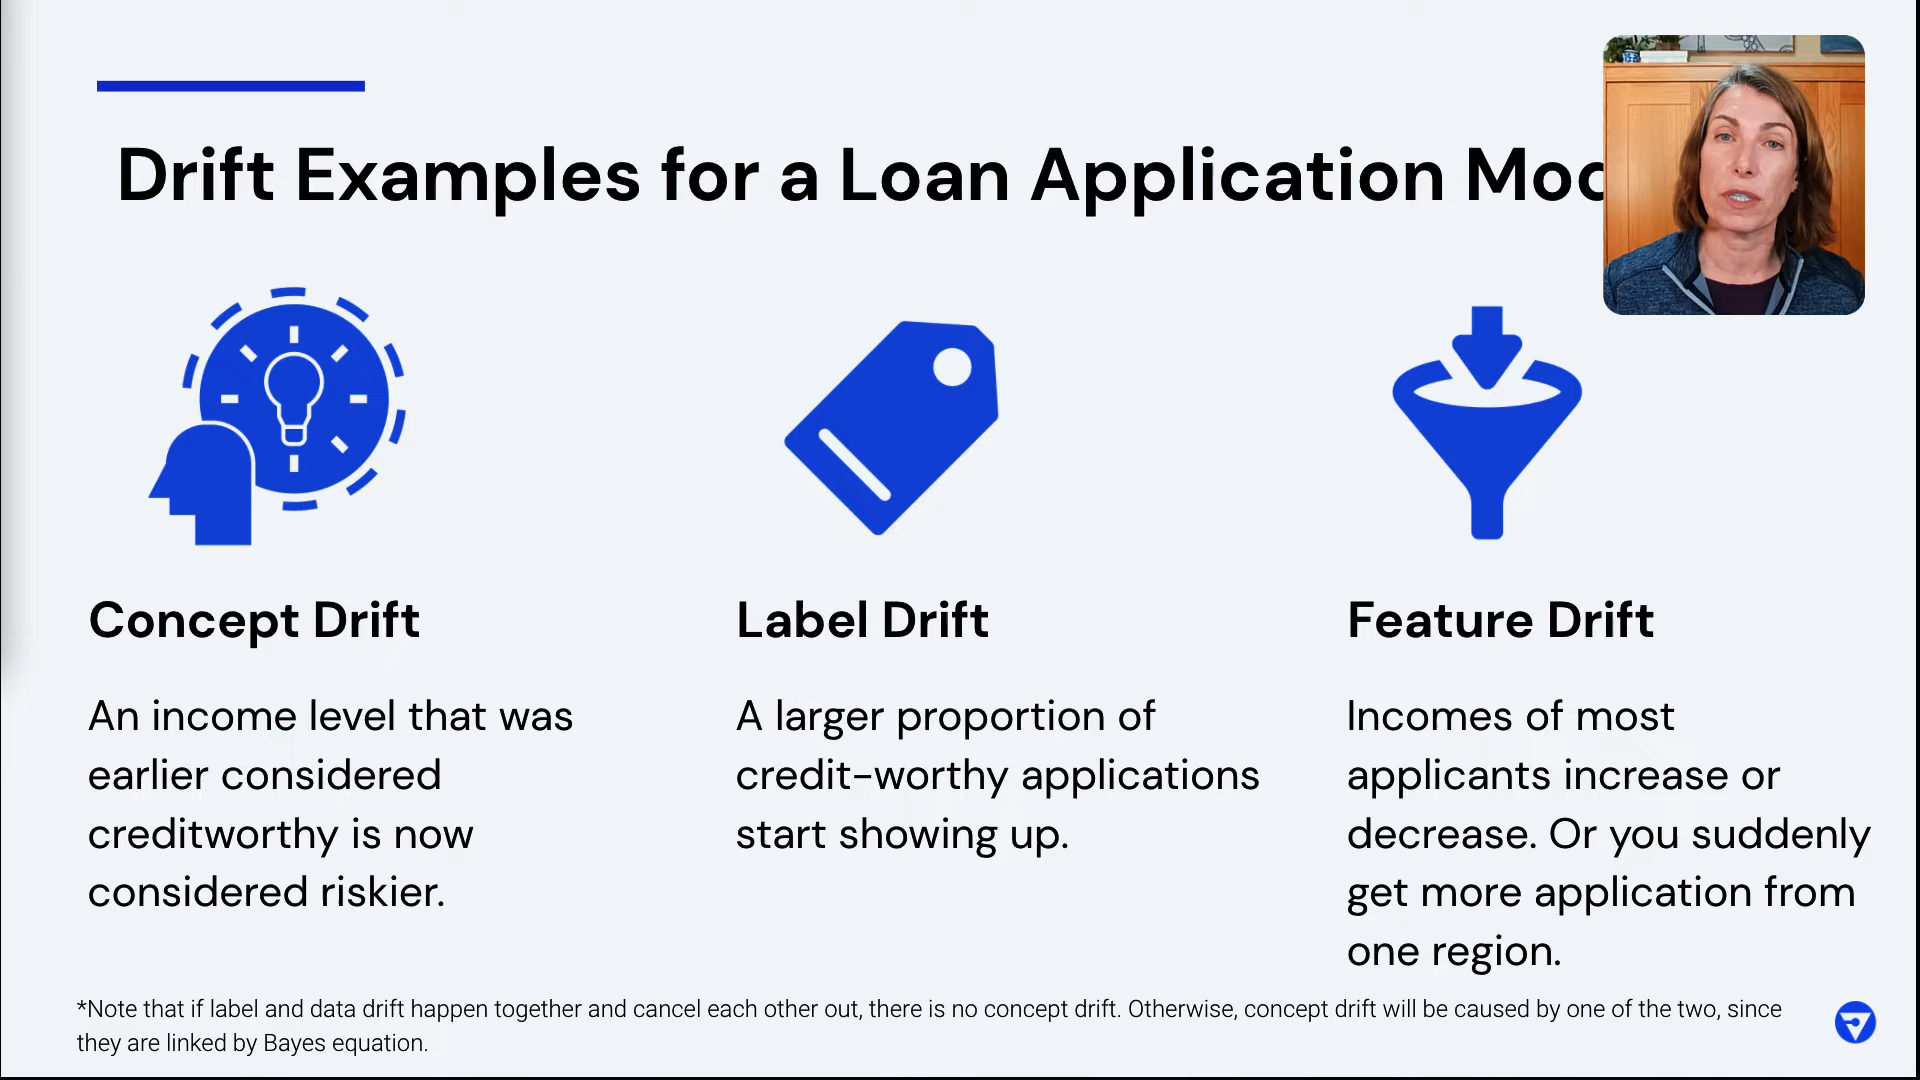 Drift Examples for a Loan Application
Concept Drift
An income level that was
earlier considered
creditworthy is now
considered riskier.
Label Drift
A larger proportion of
credit-worthy applications
start showing up.
Feature Drift
Incomes of most
applicants increase or
decrease. Or you suddenly
get more application from
one region.
*Note that if label and data drift happen together and cancel each other out, there is no concept drift. Otherwise, concept drift will be caused by one of the two, since
they are linked by Bayes equation.